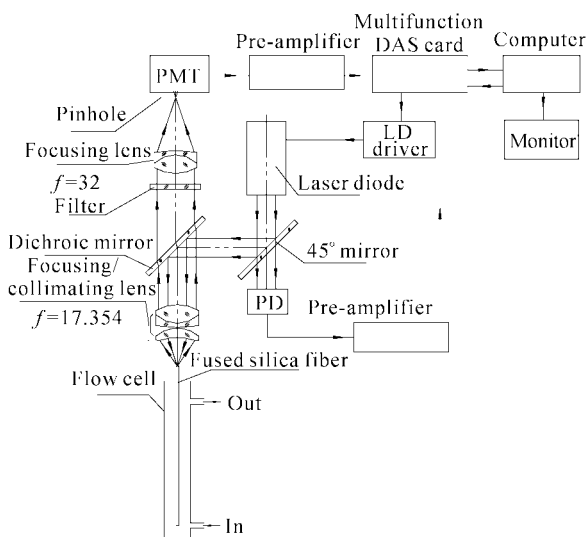 Multifunction
Pre-amplifier
DAS card
Computer
PMT
Pinhole
LD
driver
Monitor
Focusing lens
f=32
Filter
Laser diode
Dichroic mirror
45° mirror
Focusing/
collimating lens
f=17.354
PD
Pre-amplifier
Fused silica fiber
Flow cell
Out
In